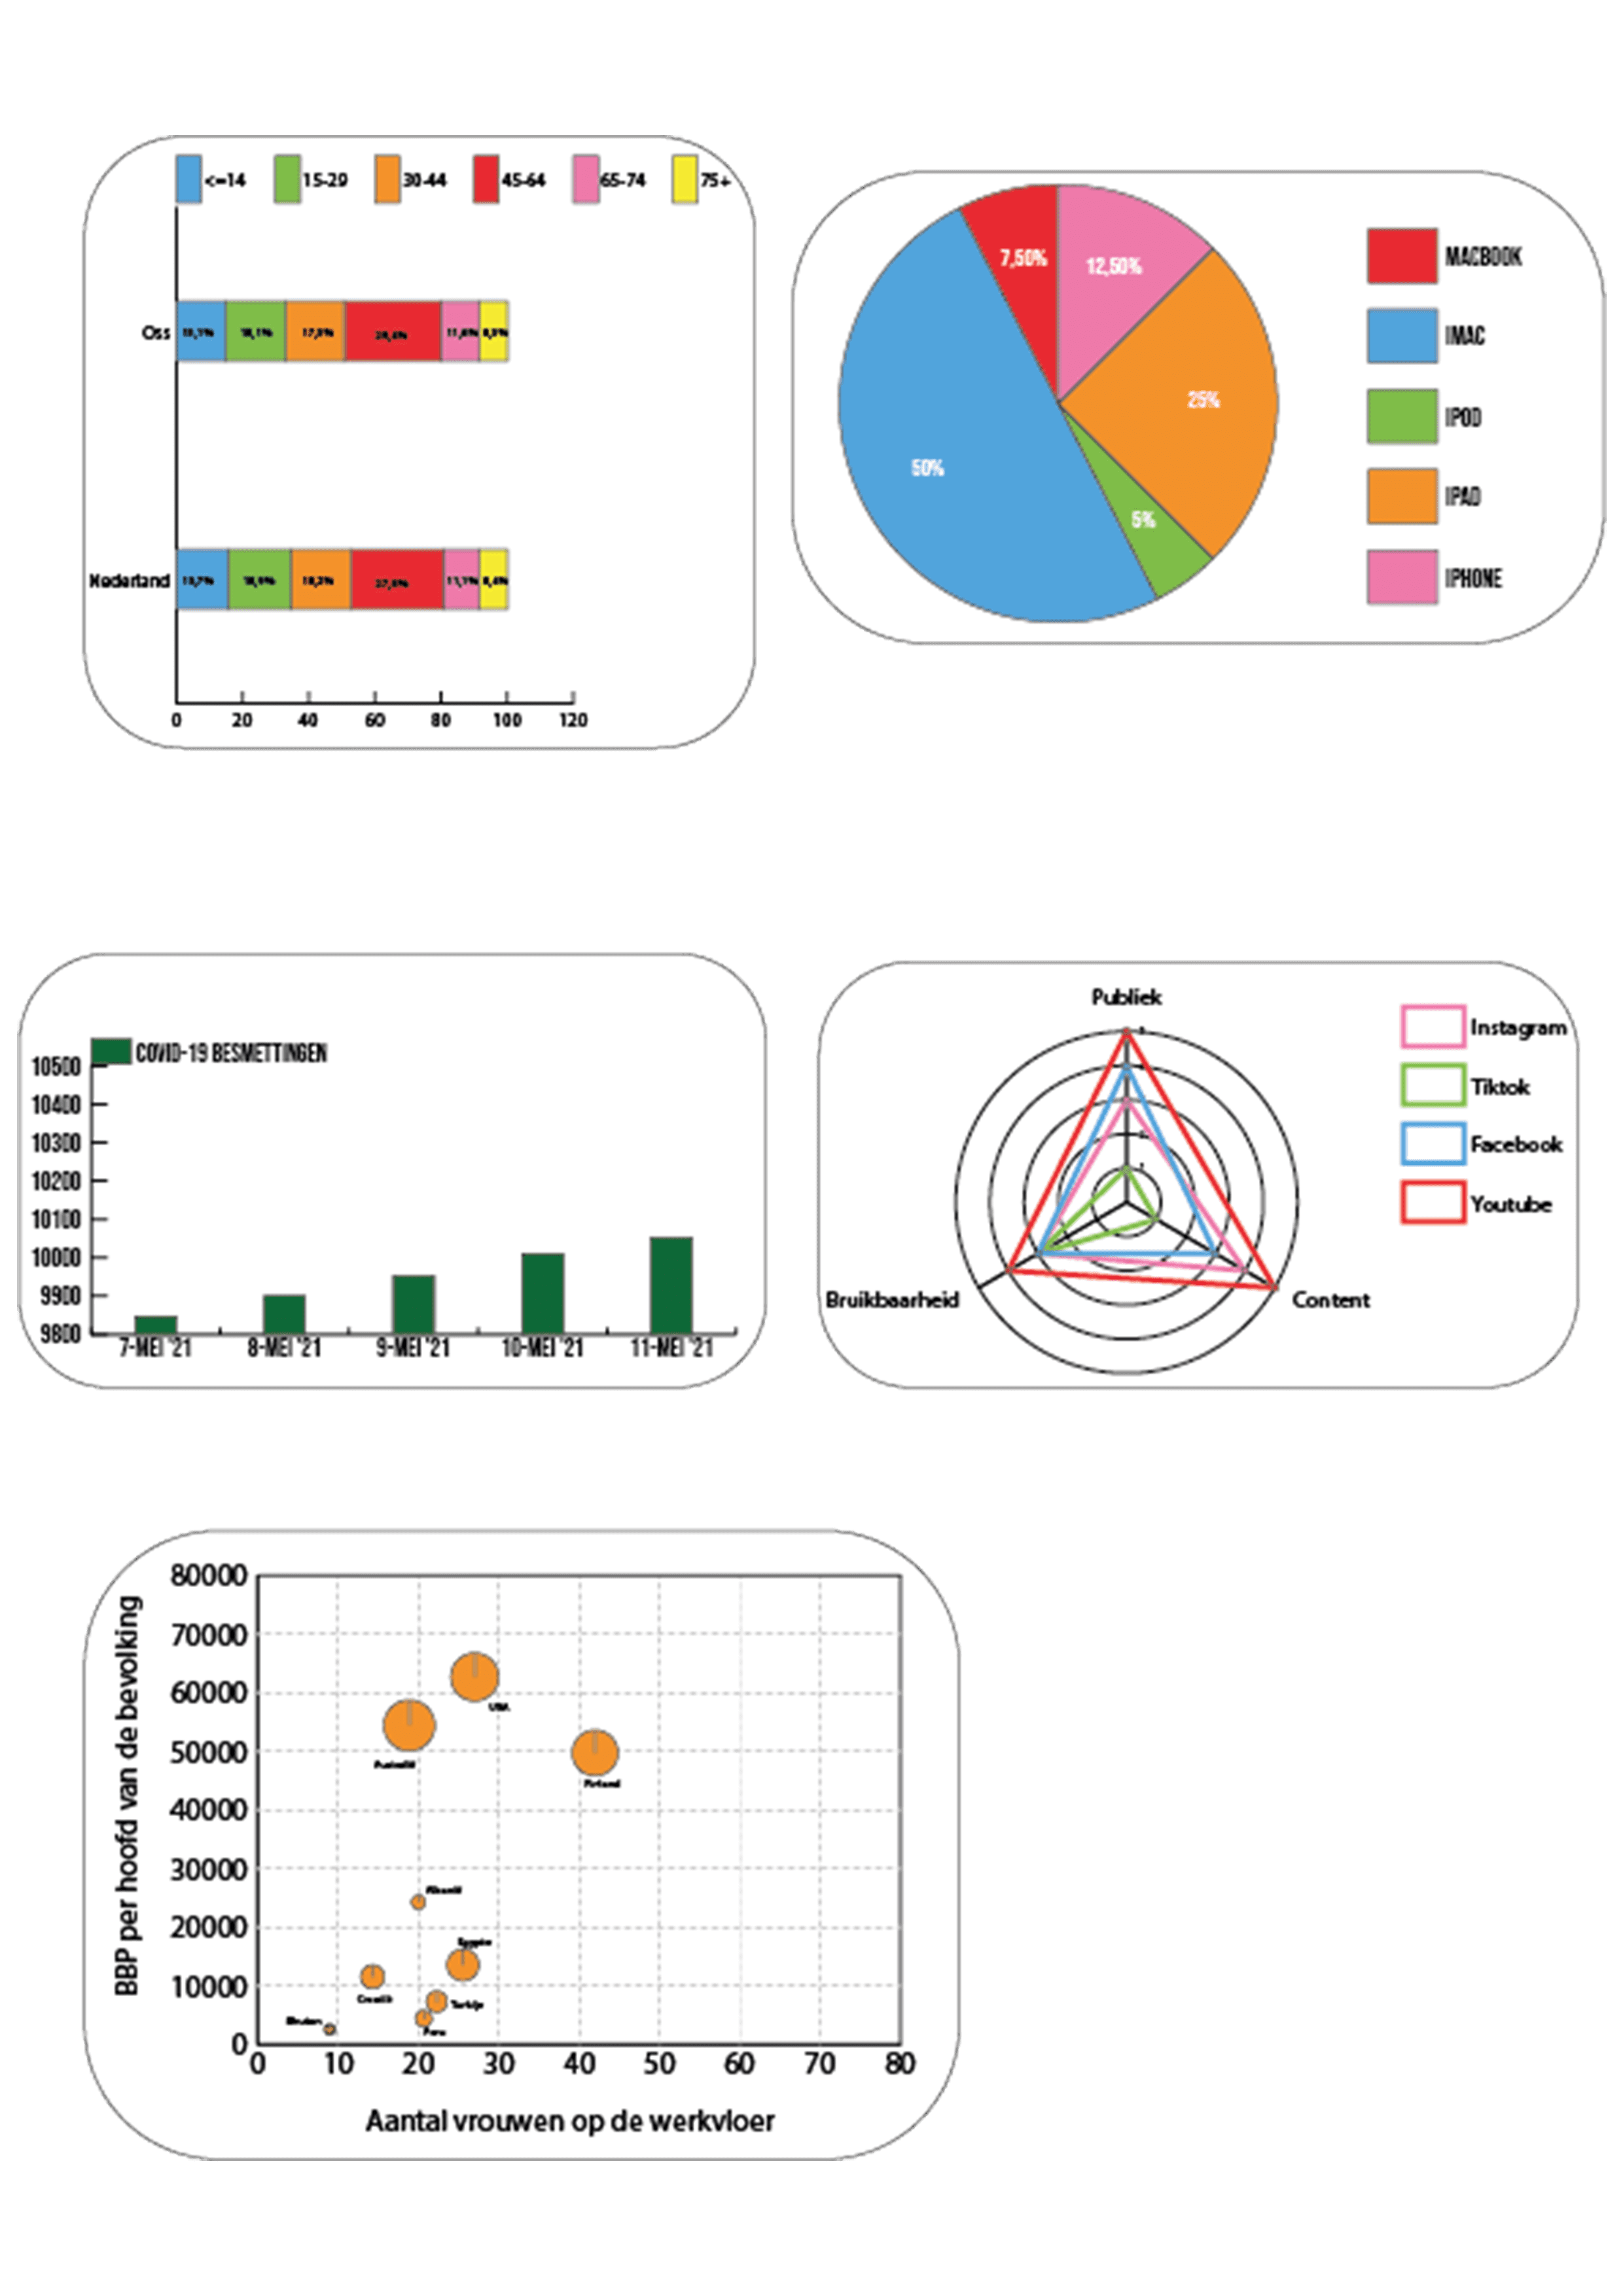 <=14 15-29 30-44 45-64 65-74 75+
Oss
Nederland
0 20 40 60 80 100 120
7,50%
12,50%
25%
5%
50%
MACBOOK
IMAC
IPOD
IPAD
IPHONE
COVID-19 BESMETTINGEN
10500
10400
10300
10200
10100
10000
9900
9800
7-MEI '21 8-MEI '21 9-MEI '21 10-MEI '21 11-MEI '21
Publiek
Bruikbaarheid
Content
Instagram
Tiktok
Facebook
Youtube
BBP per hoofd van de bevolking
80000
70000
60000
50000
40000
30000
20000
10000
0
USA
Finland
Egypte
Turkije
Peru
0 10 20 30 40 50 60 70 80
Aantal vrouwen op de werkvloer